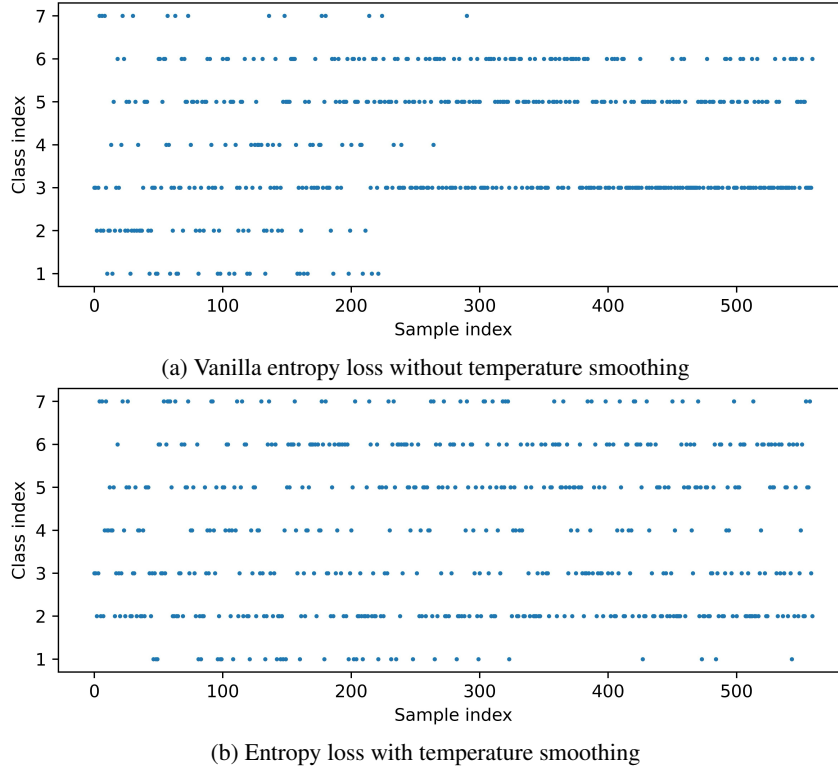 7
6
5
4
3
2
1
Class index
0 100 200 300 400 500
Sample index
(a) Vanilla entropy loss without temperature smoothing
7
6
5
4
3
2
1
Class index
0 100 200 300 400 500
Sample index
(b) Entropy loss with temperature smoothing